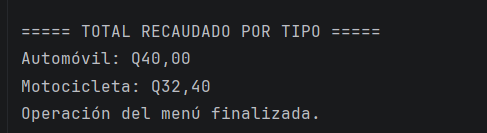 ===== TOTAL RECAUDADO POR TIPO =====
Automóvil: Q40,00
Motocicleta: Q32,40
Operación del menú finalizada.